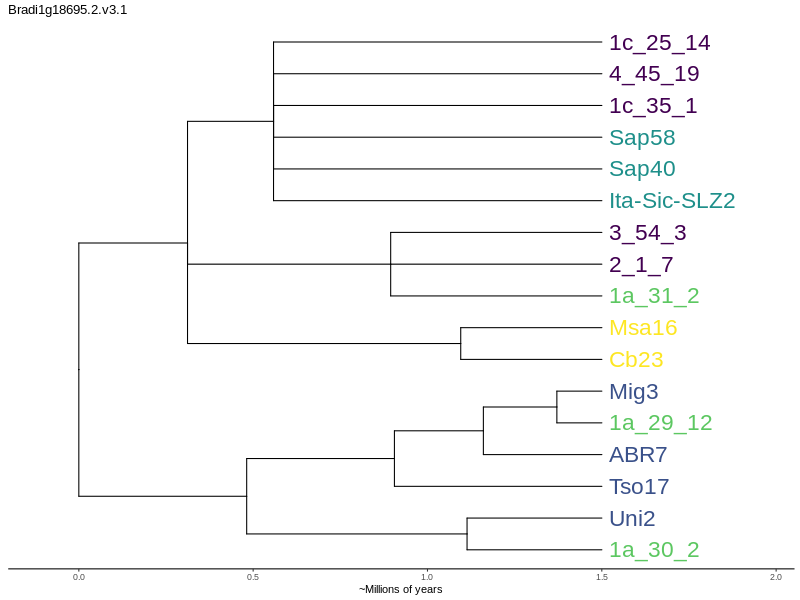 Bradi1g18695.2.v3.1
1c_25_14
4_45_19
1c_35_1
Sap58
Sap40
Ita-Sic-SLZ2
3_54_3
2_1_7
1a_31_2
Msa16
Cb23
Mig3
1a_29_12
ABR7
Tso17
Uni2
1a_30_2
0.0 0.5 1.0 1.5 2.0
~Millions of years